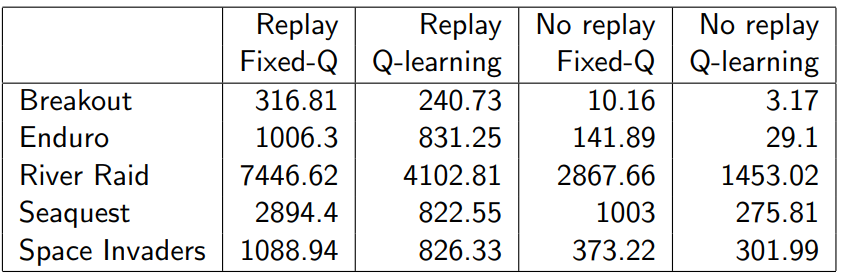 Replay Replay No replay No replay
Fixed-Q Q-learning Fixed-Q Q-learning
Breakout 316.81 240.73 10.16 3.17
Enduro 1006.3 831.25 141.89 29.1
River Raid 7446.62 4102.81 2867.66 1453.02
Seaquest 2894.4 822.55 1003 275.81
Space Invaders 1088.94 826.33 373.22 301.99